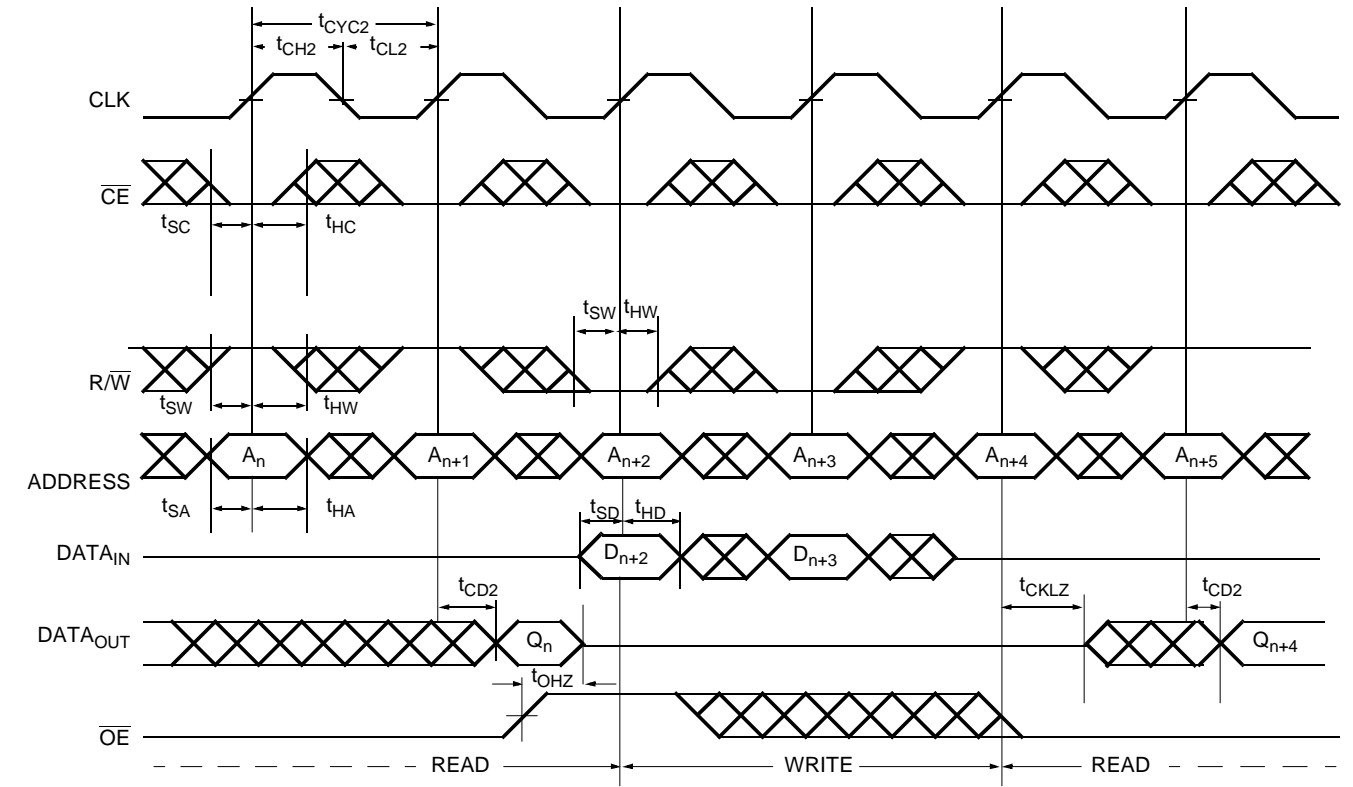 tCYC2
tCH2 tCL2
CLK
CE
tSC tHC
tSW tHW
R/W
tSW tHW
An An+1 An+2 An+3 An+4 An+5
ADDRESS
tSA tHA
tSD tHD
DATAIN Dn+2 Dn+3
tCD2 tCKLZ tCD2
DATAOUT Qn Qn+4
tOHZ
OE
READ WRITE READ